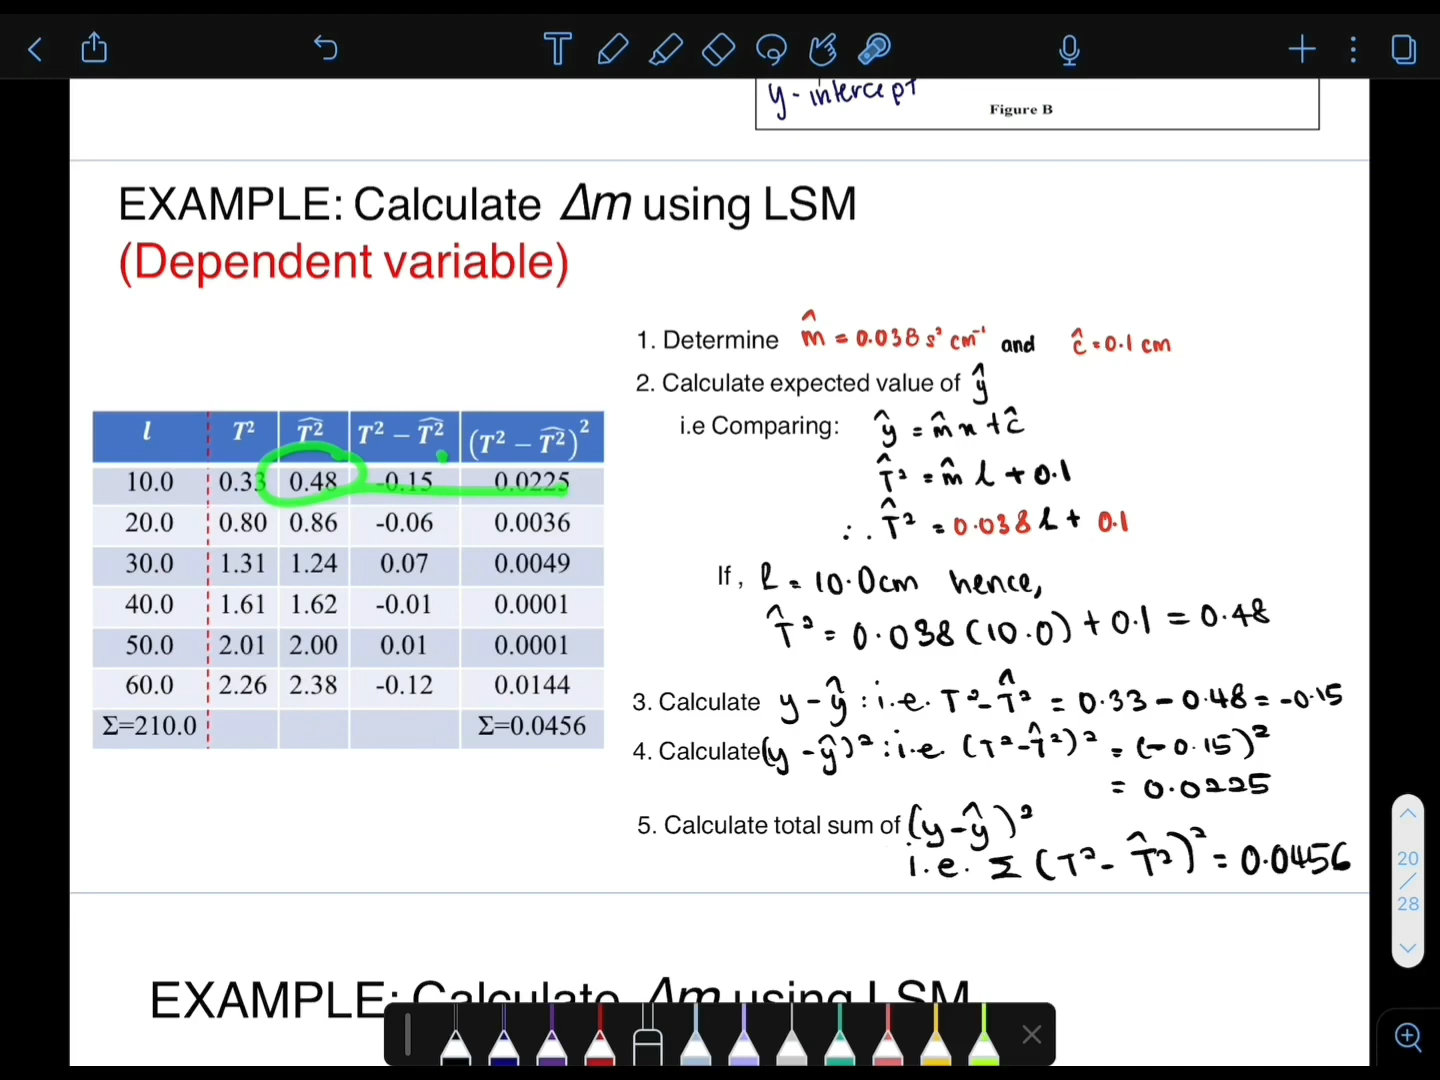 y-intercept
Figure B
EXAMPLE: Calculate Δm using LSM
(Dependent variable)
l T² T̂² T² − T̂² (T² − T̂²)²
10.0 0.33 0.48 -0.15 0.0225
20.0 0.80 0.86 -0.06 0.0036
30.0 1.31 1.24 0.07 0.0049
40.0 1.61 1.62 -0.01 0.0001
50.0 2.01 2.00 0.01 0.0001
60.0 2.26 2.38 -0.12 0.0144
Σ=210.0 Σ=0.0456
1. Determine m̂ = 0.038 s² cm⁻¹ and ĉ = 0.1 cm
2. Calculate expected value of ŷ
i.e Comparing: ŷ = m̂x + ĉ
T̂² = m̂ l + 0.1
∴ T̂² = 0.038 l + 0.1
If, l = 10.0cm hence,
T̂² = 0.038 (10.0) + 0.1 = 0.48
3. Calculate y − ŷ : i.e. T² − T̂² = 0.33 − 0.48 = −0.15
4. Calculate (y − ŷ)² : i.e (T² − T̂²)² = (−0.15)²
= 0.0225
5. Calculate total sum of (y − ŷ)²
i.e. Σ (T² − T̂²)² = 0.0456
EXAMPLE: Calculate Δm using LSM
20
/
28